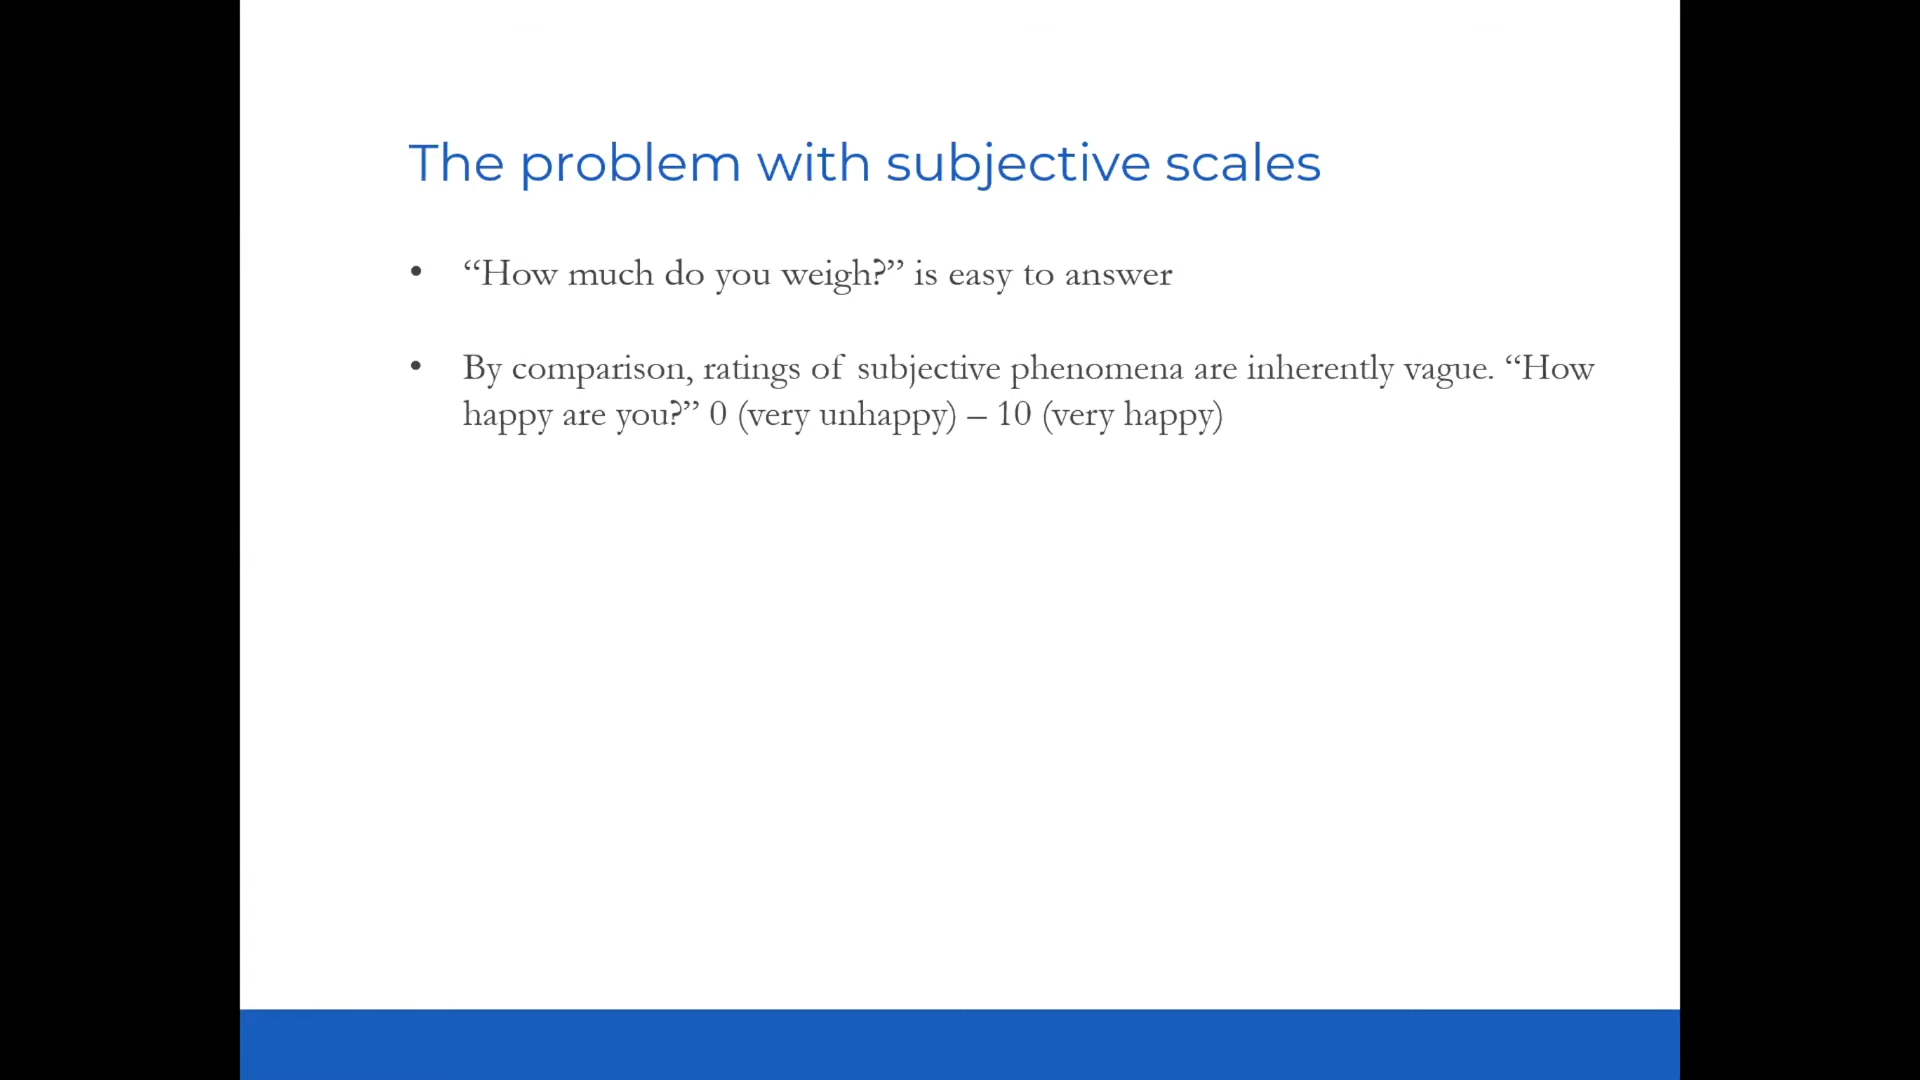 The problem with subjective scales
• “How much do you weigh?” is easy to answer
• By comparison, ratings of subjective phenomena are inherently vague. “How
happy are you?” 0 (very unhappy) – 10 (very happy)